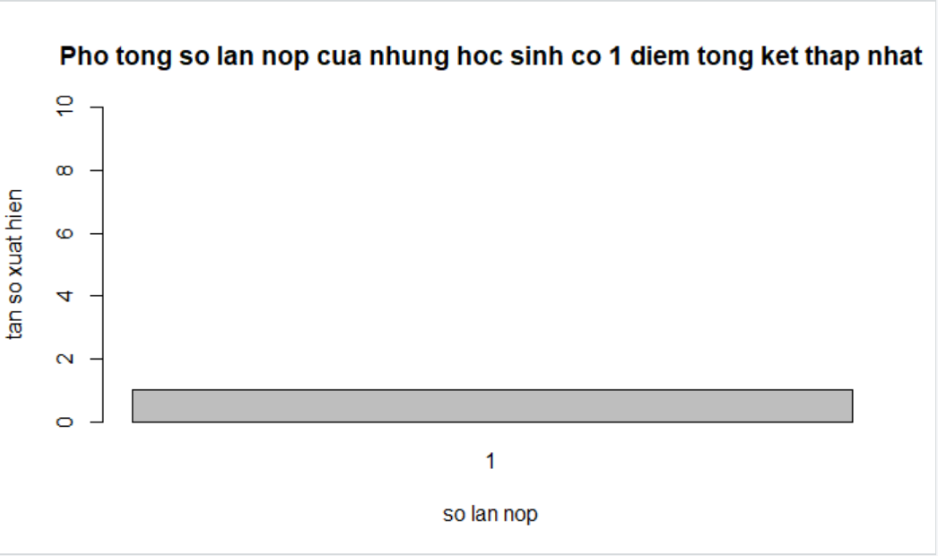 Pho tong so lan nop cua nhung hoc sinh co 1 diem tong ket thap nhat
tan so xuat hien
10
8
6
4
2
0
1
so lan nop